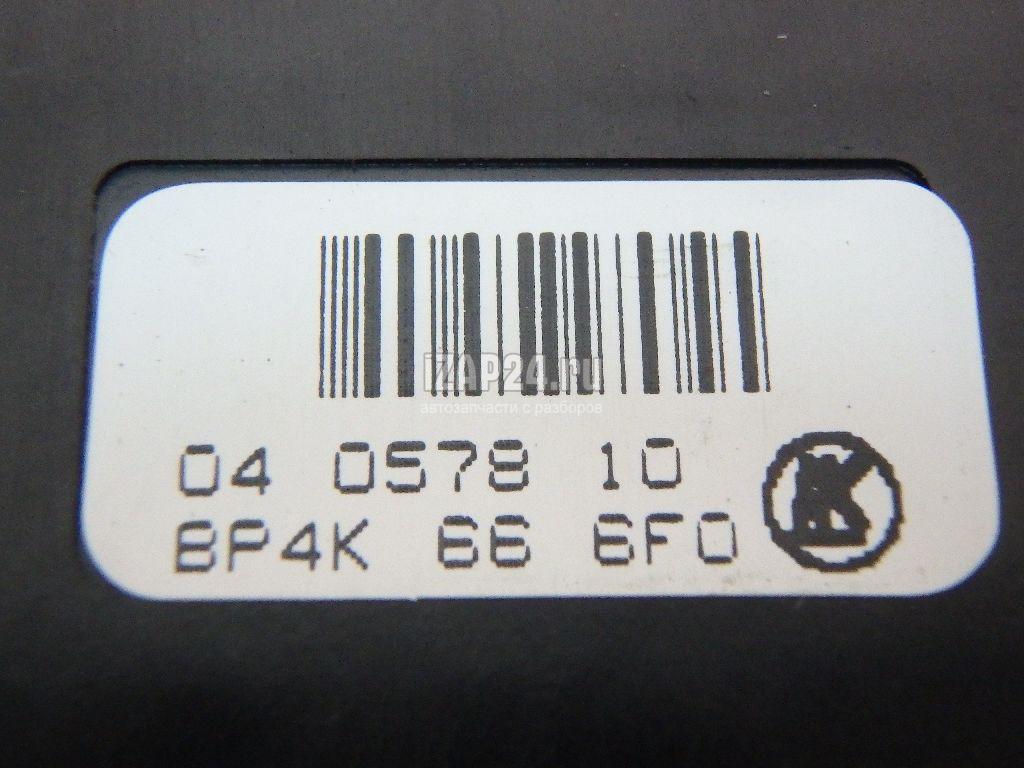 iZAP24.ru
автозапчасти с разборов
04 0578 10
BP4K 66 6F0